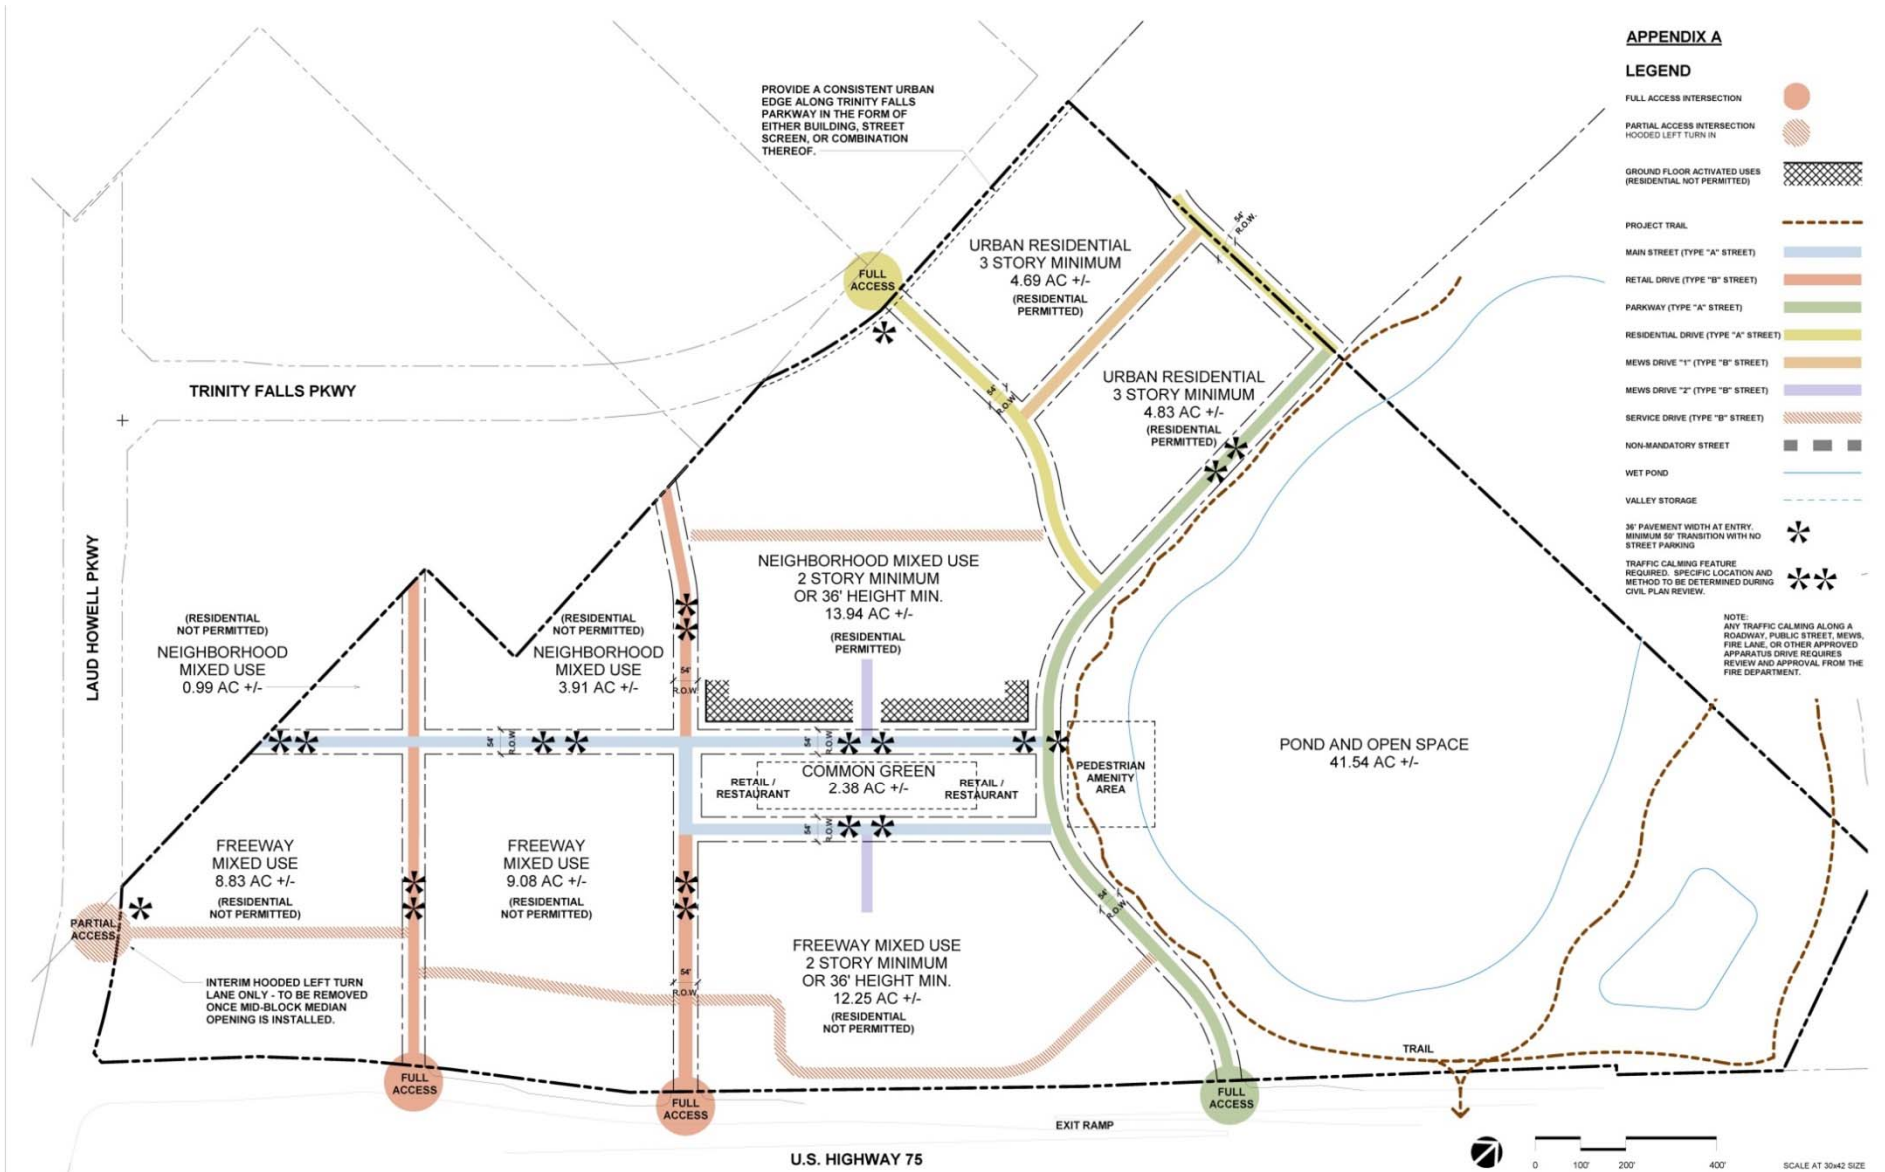 APPENDIX A
LEGEND
FULL ACCESS INTERSECTION
PARTIAL ACCESS INTERSECTION
HOODED LEFT TURN IN
GROUND FLOOR ACTIVATED USES
(RESIDENTIAL NOT PERMITTED)
PROJECT TRAIL
MAIN STREET (TYPE "A" STREET)
RETAIL DRIVE (TYPE "B" STREET)
PARKWAY (TYPE "A" STREET)
RESIDENTIAL DRIVE (TYPE "A" STREET)
MEWS DRIVE "1" (TYPE "B" STREET)
MEWS DRIVE "2" (TYPE "B" STREET)
SERVICE DRIVE (TYPE "B" STREET)
NON-MANDATORY STREET
WET POND
VALLEY STORAGE
36' PAVEMENT WIDTH AT ENTRY.
MINIMUM 50' TRANSITION WITH NO
STREET PARKING
TRAFFIC CALMING FEATURE
REQUIRED. SPECIFIC LOCATION AND
METHOD TO BE DETERMINED DURING
CIVIL PLAN REVIEW.
NOTE:
ANY TRAFFIC CALMING ALONG A
ROADWAY, PUBLIC STREET, MEWS,
FIRE LANE, OR OTHER APPROVED
APPARATUS DRIVE REQUIRES
REVIEW AND APPROVAL FROM THE
FIRE DEPARTMENT.
PROVIDE A CONSISTENT URBAN
EDGE ALONG TRINITY FALLS
PARKWAY IN THE FORM OF
EITHER BUILDING, STREET
SCREEN, OR COMBINATION
THEREOF.
54'
R.O.W.
URBAN RESIDENTIAL
3 STORY MINIMUM
4.69 AC +/-
(RESIDENTIAL
PERMITTED)
FULL
ACCESS
TRINITY FALLS PKWY
54'
R.O.W
URBAN RESIDENTIAL
3 STORY MINIMUM
4.83 AC +/-
(RESIDENTIAL
PERMITTED)
LAUD HOWELL PKWY
NEIGHBORHOOD MIXED USE
2 STORY MINIMUM
OR 36' HEIGHT MIN.
13.94 AC +/-
(RESIDENTIAL
PERMITTED)
(RESIDENTIAL
NOT PERMITTED)
NEIGHBORHOOD
MIXED USE
0.99 AC +/-
(RESIDENTIAL
NOT PERMITTED)
NEIGHBORHOOD
MIXED USE
3.91 AC +/-
54'
R.O.W
54'
R.O.W
54'
R.O.W
COMMON GREEN
2.38 AC +/-
RETAIL /
RESTAURANT
RETAIL /
RESTAURANT
PEDESTRIAN
AMENITY
AREA
POND AND OPEN SPACE
41.54 AC +/-
54'
R.O.W
FREEWAY
MIXED USE
8.83 AC +/-
(RESIDENTIAL
NOT PERMITTED)
FREEWAY
MIXED USE
9.08 AC +/-
(RESIDENTIAL
NOT PERMITTED)
54'
R.O.W
PARTIAL
ACCESS
FREEWAY MIXED USE
2 STORY MINIMUM
OR 36' HEIGHT MIN.
12.25 AC +/-
(RESIDENTIAL
NOT PERMITTED)
54'
R.O.W
INTERIM HOODED LEFT TURN
LANE ONLY - TO BE REMOVED
ONCE MID-BLOCK MEDIAN
OPENING IS INSTALLED.
TRAIL
FULL
ACCESS
FULL
ACCESS
FULL
ACCESS
EXIT RAMP
U.S. HIGHWAY 75
0 100' 200' 400'
SCALE AT 30x42 SIZE